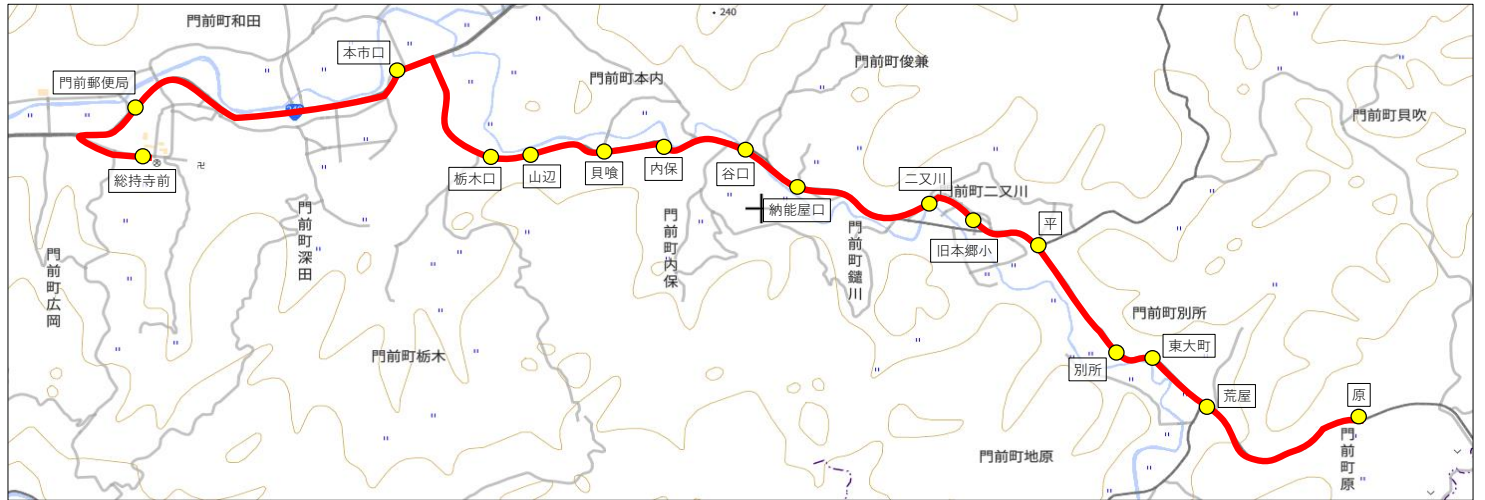 門前町和田
・240
本市口
門前町俊兼
門前町本内
門前郵便局
門前町貝吹
総持寺前
栃木口
山辺
貝喰
内保
谷口
納能屋口
二又川
門前町二又川
平
旧本郷小
門前町広岡
門前町深田
門前町内保
門前町鑓川
門前町別所
東大町
別所
門前町栃木
荒屋
原
門前町地原
門前町原